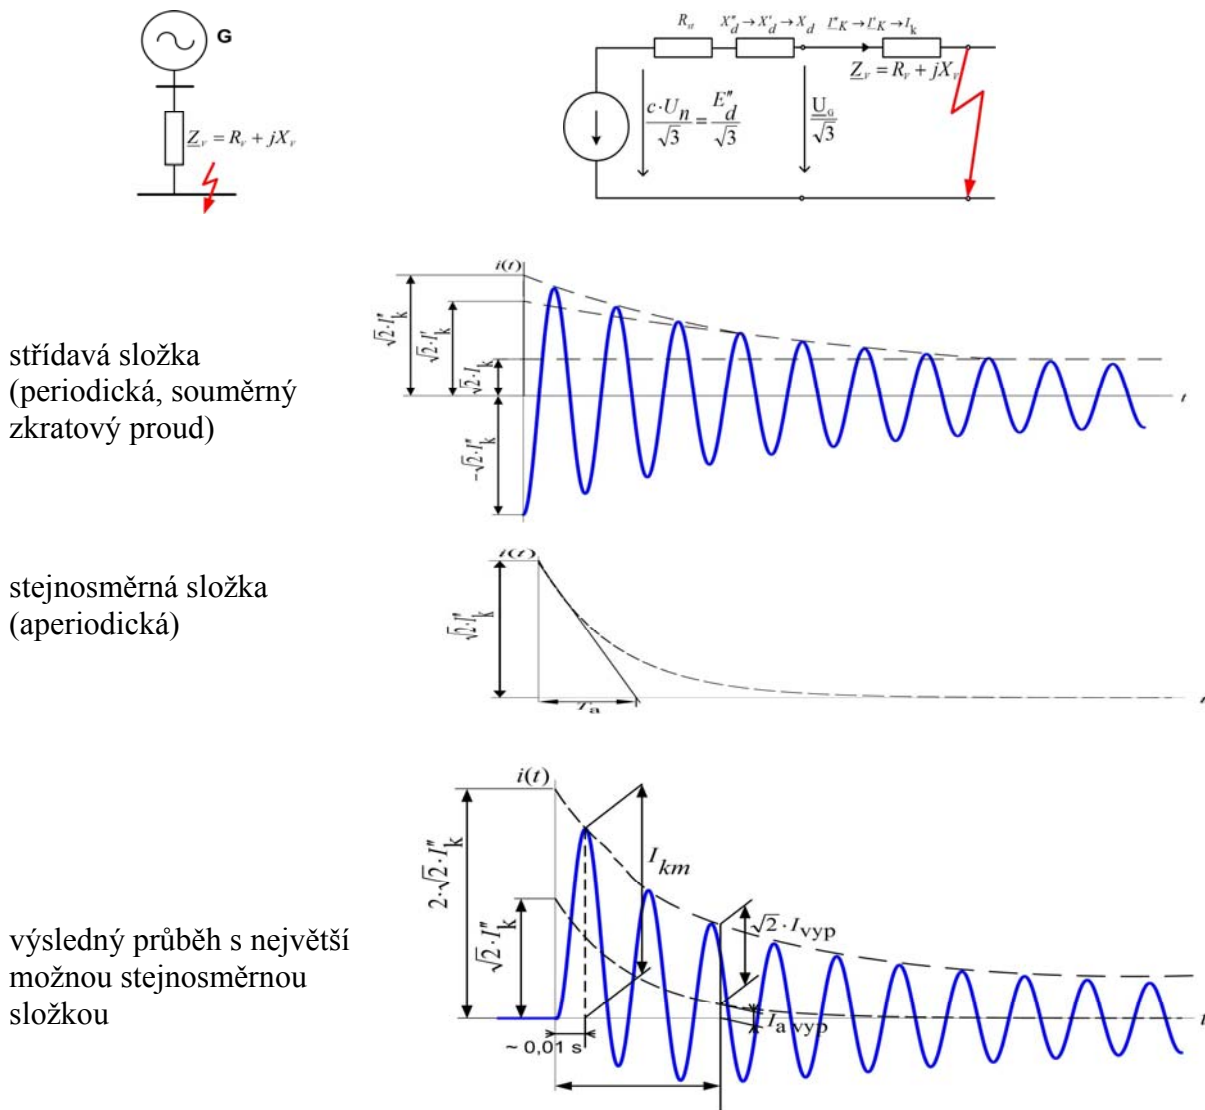 G
Z_v = R_v + jX_v
R_st X''_d → X'_d → X_d I''_K → I'_K → I_k
Z_v = R_v + jX_v
c·U_n/√3 = E''_d/√3
U_G/√3
i(t)
√2·I''_k
√2·I'_k
√2·I_k
-√2·I''_k
t
střídavá složka
(periodická, souměrný
zkratový proud)
i(t)
√2·I''_k
T_a
t
stejnosměrná složka
(aperiodická)
i(t)
2·√2·I''_k
√2·I''_k
I_km
√2·I_vyp
I_a vyp
t
~ 0,01 s
výsledný průběh s největší
možnou stejnosměrnou
složkou